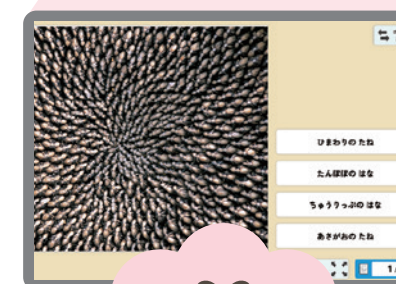 ひまわりの たね
たんぽぽの はな
ちゅうりっぷの はな
あさがおの たね
1/